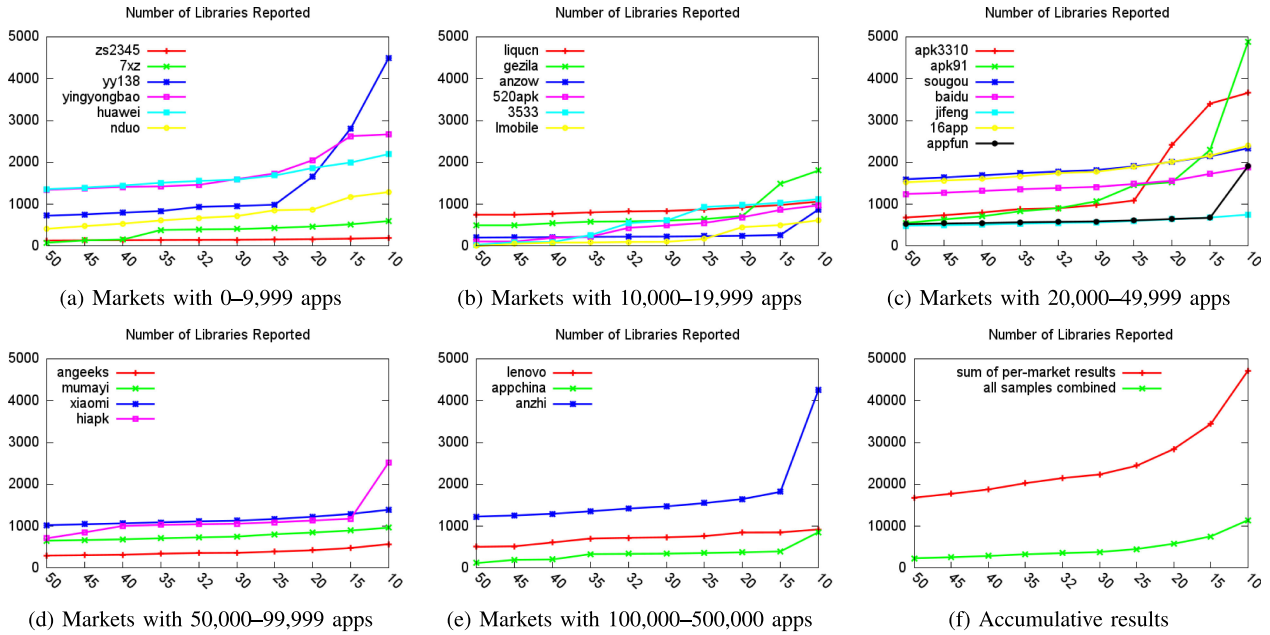 Number of Libraries Reported
5000
4000
3000
2000
1000
0
zs2345
7xz
yy138
yingyongbao
huawei
nduo
50 45 40 35 32 30 25 20 15 10
(a) Markets with 0–9,999 apps
Number of Libraries Reported
5000
4000
3000
2000
1000
0
liqucn
gezila
anzow
520apk
3533
lmobile
50 45 40 35 32 30 25 20 15 10
(b) Markets with 10,000–19,999 apps
Number of Libraries Reported
5000
4000
3000
2000
1000
0
apk3310
apk91
sougou
baidu
jifeng
16app
appfun
50 45 40 35 32 30 25 20 15 10
(c) Markets with 20,000–49,999 apps
Number of Libraries Reported
5000
4000
3000
2000
1000
0
angeeks
mumayi
xiaomi
hiapk
50 45 40 35 32 30 25 20 15 10
(d) Markets with 50,000–99,999 apps
Number of Libraries Reported
5000
4000
3000
2000
1000
0
lenovo
appchina
anzhi
50 45 40 35 32 30 25 20 15 10
(e) Markets with 100,000–500,000 apps
Number of Libraries Reported
50000
40000
30000
20000
10000
0
sum of per-market results
all samples combined
50 45 40 35 32 30 25 20 15 10
(f) Accumulative results